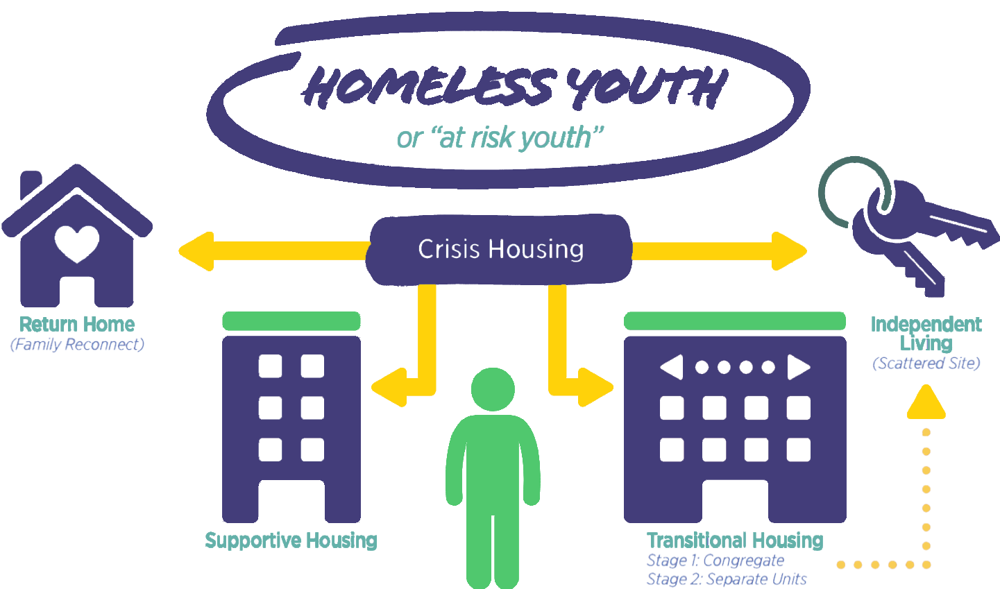 HOMELESS YOUTH
or “at risk youth”
Crisis Housing
Return Home
(Family Reconnect)
Independent
Living
(Scattered Site)
Supportive Housing
Transitional Housing
Stage 1: Congregate
Stage 2: Separate Units